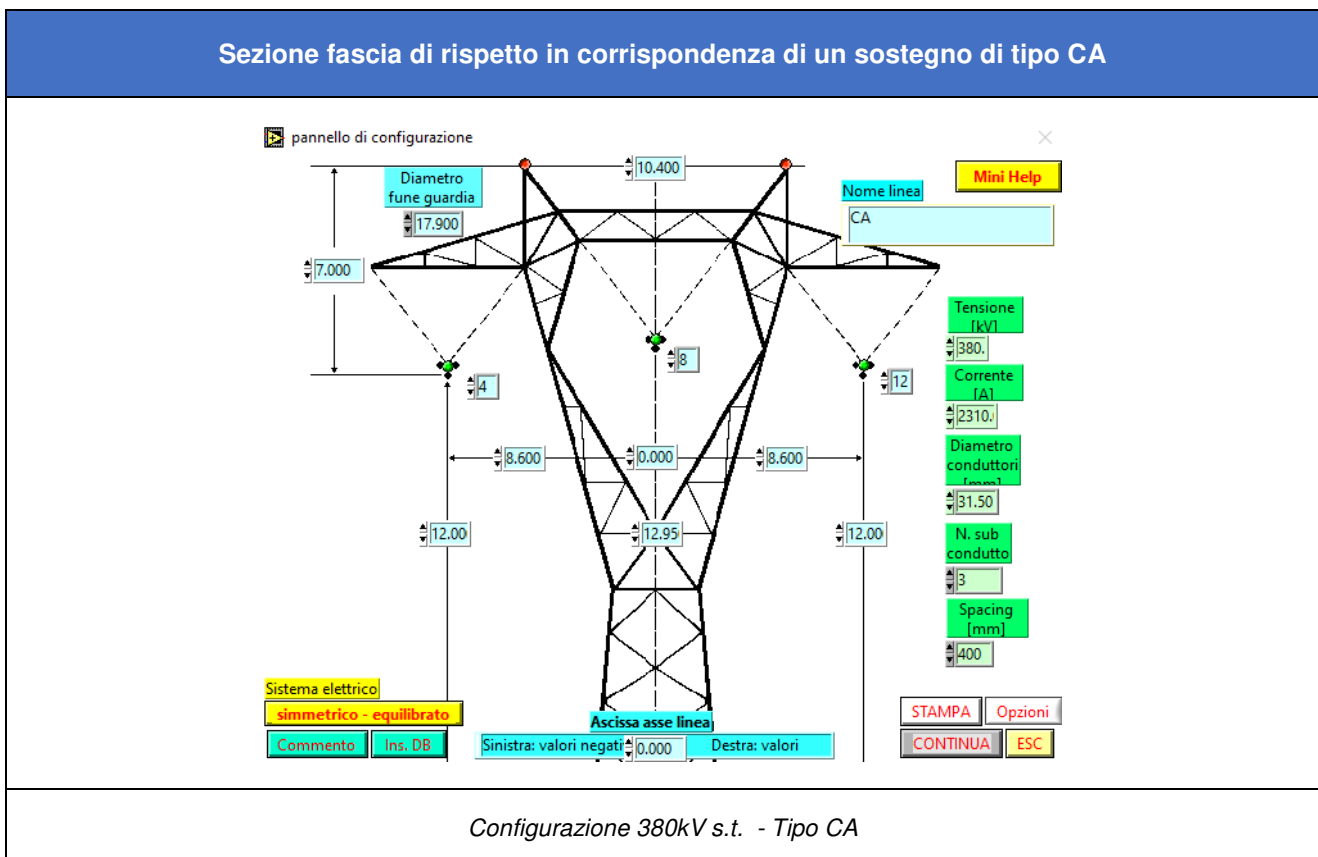 Sezione fascia di rispetto in corrispondenza di un sostegno di tipo CA
pannello di configurazione
10.400
Mini Help
Diametro
fune guardia
17.900
Nome linea
CA
7.000
Tensione
[kV]
380.
8
4
12
Corrente
[A]
2310.
8.600
0.000
8.600
Diametro
conduttori
[mm]
31.50
12.00
12.95
12.00
N. sub
condutto
3
Spacing
[mm]
400
Sistema elettrico
simmetrico - equilibrato
Commento
Ins. DB
Ascissa asse linea
Sinistra: valori negati
0.000
Destra: valori
STAMPA
Opzioni
CONTINUA
ESC
Configurazione 380kV s.t. - Tipo CA